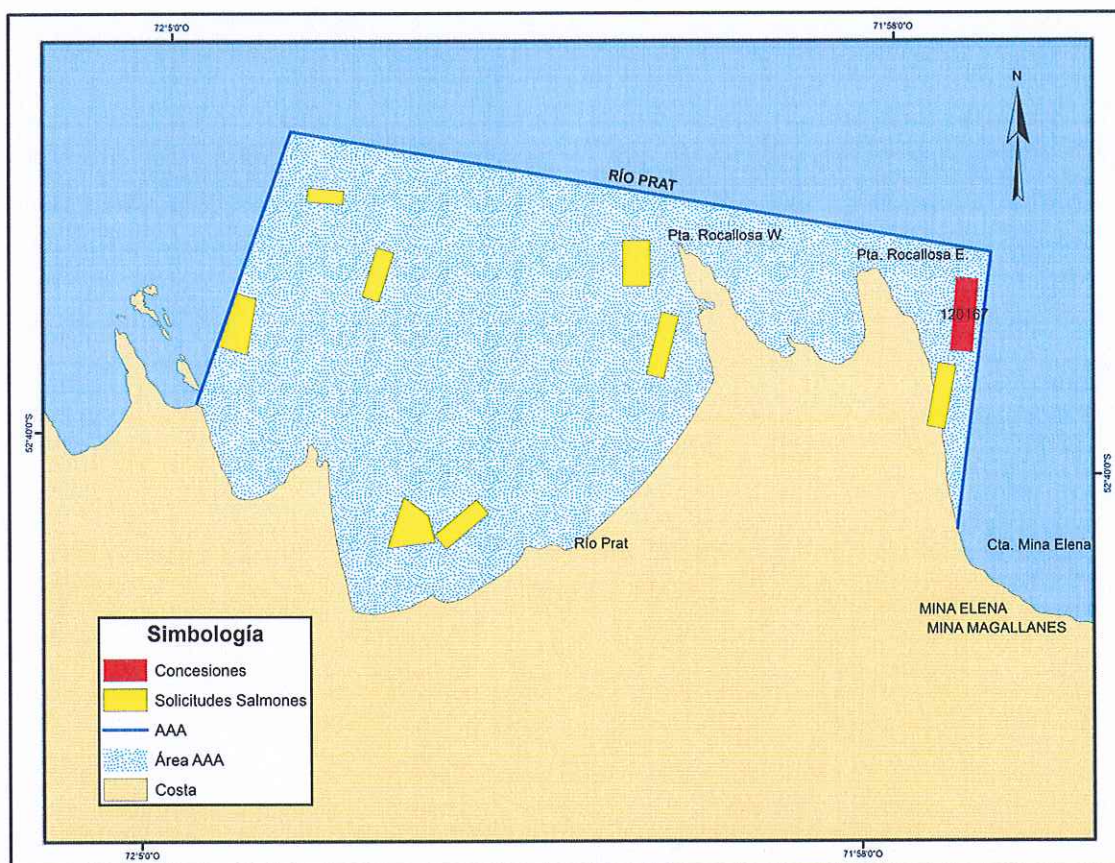 72°5'0"O
71°58'0"O
N
RÍO PRAT
Pta. Rocallosa W.
Pta. Rocallosa E.
120167
52°40'0"S
52°40'0"S
Río Prat
Cta. Mina Elena
MINA ELENA
MINA MAGALLANES
Simbología
Concesiones
Solicitudes Salmones
AAA
Área AAA
Costa
72°5'0"O
71°58'0"O